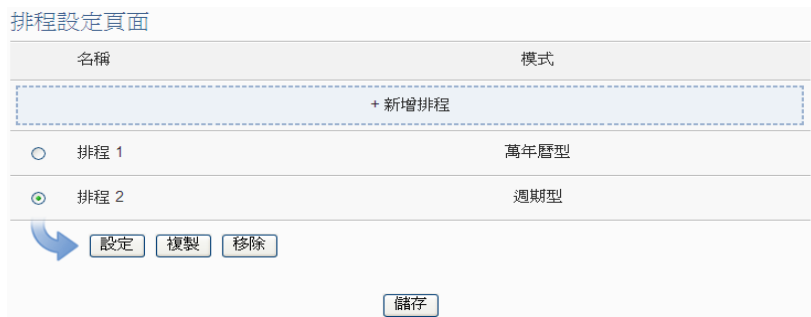 排程設定頁面
名稱 模式
+ 新增排程
排程 1 萬年曆型
排程 2 週期型
設定 複製 移除
儲存